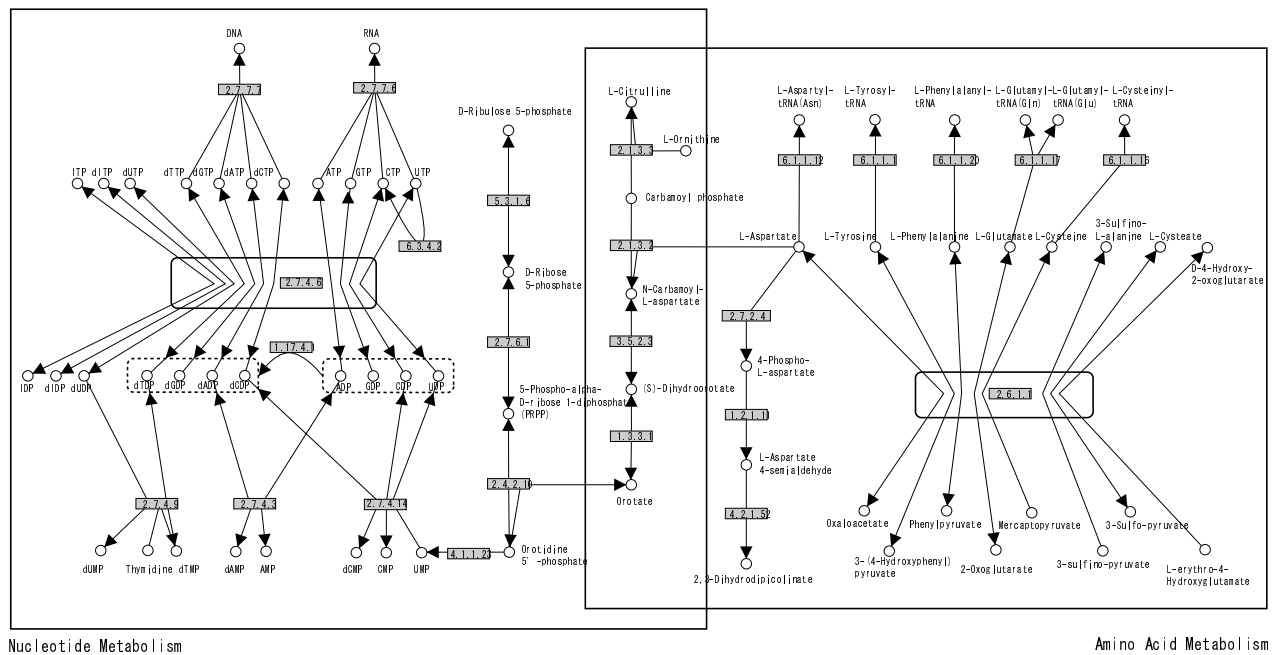 DNA
RNA
2.7.7.7
2.7.7.6
D-Ribulose 5-phosphate
L-Citrulline
L-Ornithine
2.1.3.3
L-Aspartyl-
tRNA(Asn)
L-Tyrosyl-
tRNA
L-Phenylalanyl-
tRNA
L-Glutamyl-
tRNA(Gln)
L-Glutamyl-
tRNA(Glu)
L-Cysteinyl-
tRNA
6.1.1.12
6.1.1.1
6.1.1.20
6.1.1.17
6.1.1.16
ITP
dITP
dUTP
dTTP
dGTP
dATP
dCTP
ATP
GTP
CTP
UTP
5.3.1.6
Carbamoyl phosphate
6.3.4.2
2.1.3.2
L-Aspartate
L-Tyrosine
L-Phenylalanine
L-Glutamate
L-Cysteine
3-Sulfino-
L-alanine
L-Cysteate
D-4-Hydroxy-
2-oxoglutarate
2.7.4.6
D-Ribose
5-phosphate
N-Carbamoyl-
L-aspartate
2.7.2.4
1.17.4.1
2.7.6.1
3.5.2.3
4-Phospho-
L-aspartate
IDP
dIDP
dUDP
dTDP
dGDP
dADP
dCDP
ADP
GDP
CDP
UDP
5-Phospho-alpha-
D-ribose 1-diphosphate
(PRPP)
(S)-Dihydroorotate
2.6.1.1
1.2.1.11
1.3.3.1
L-Aspartate
4-semialdehyde
2.7.4.9
2.7.4.3
2.7.4.14
2.4.2.10
Orotate
4.2.1.52
Oxaloacetate
Phenylpyruvate
Mercaptopyruvate
3-Sulfo-pyruvate
4.1.1.23
Orotidine
5'-phosphate
dUMP
Thymidine
dTMP
dAMP
AMP
dCMP
CMP
UMP
2,3-Dihydrodipicolinate
3-(4-Hydroxyphenyl)
pyruvate
2-Oxoglutarate
3-sulfino-pyruvate
L-erythro-4-
Hydroxyglutamate
Nucleotide Metabolism
Amino Acid Metabolism